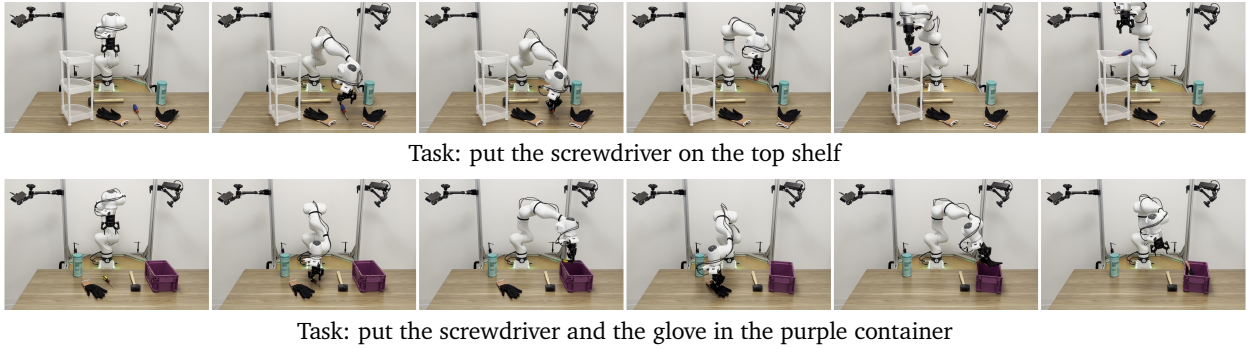 Task: put the screwdriver on the top shelf
Task: put the screwdriver and the glove in the purple container